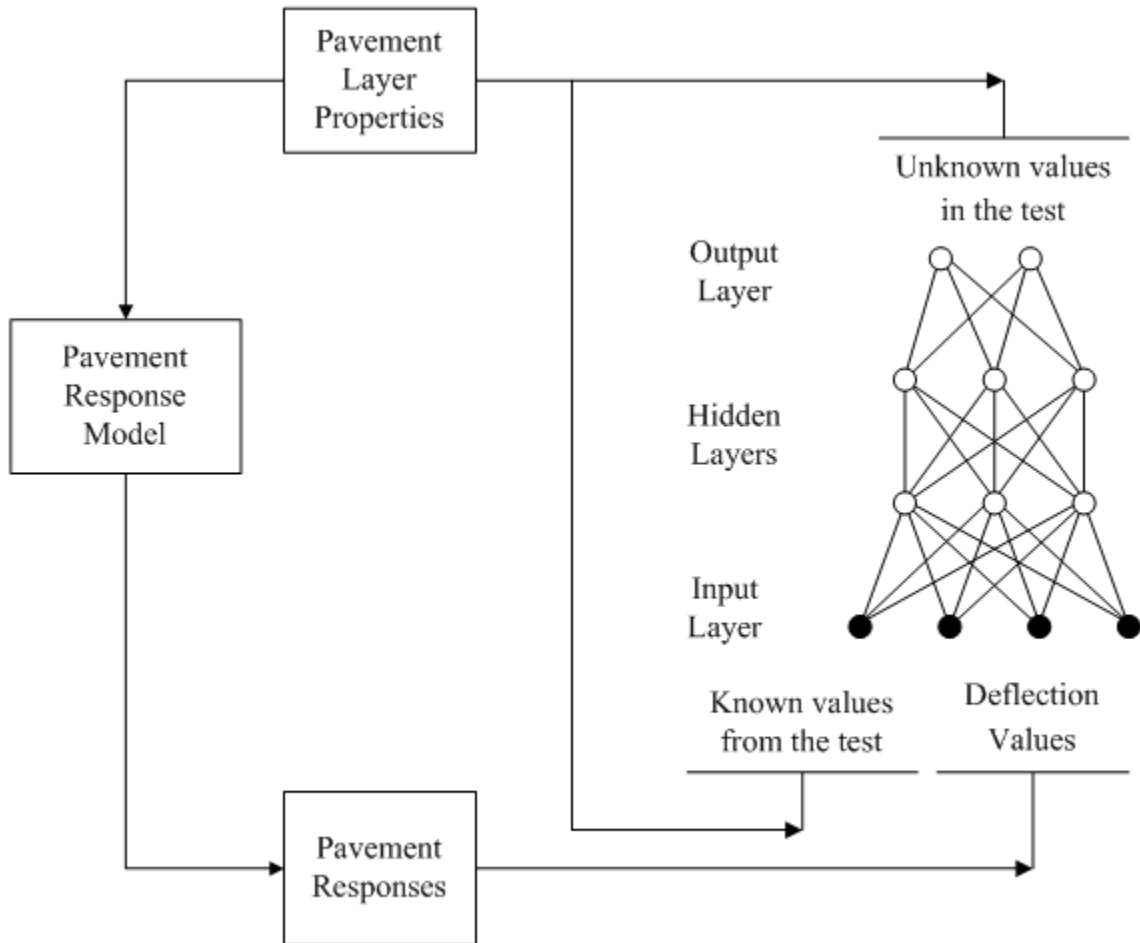 Pavement
Layer
Properties
Unknown values
in the test
Output
Layer
Pavement
Response
Model
Hidden
Layers
Input
Layer
Known values
from the test
Deflection
Values
Pavement
Responses